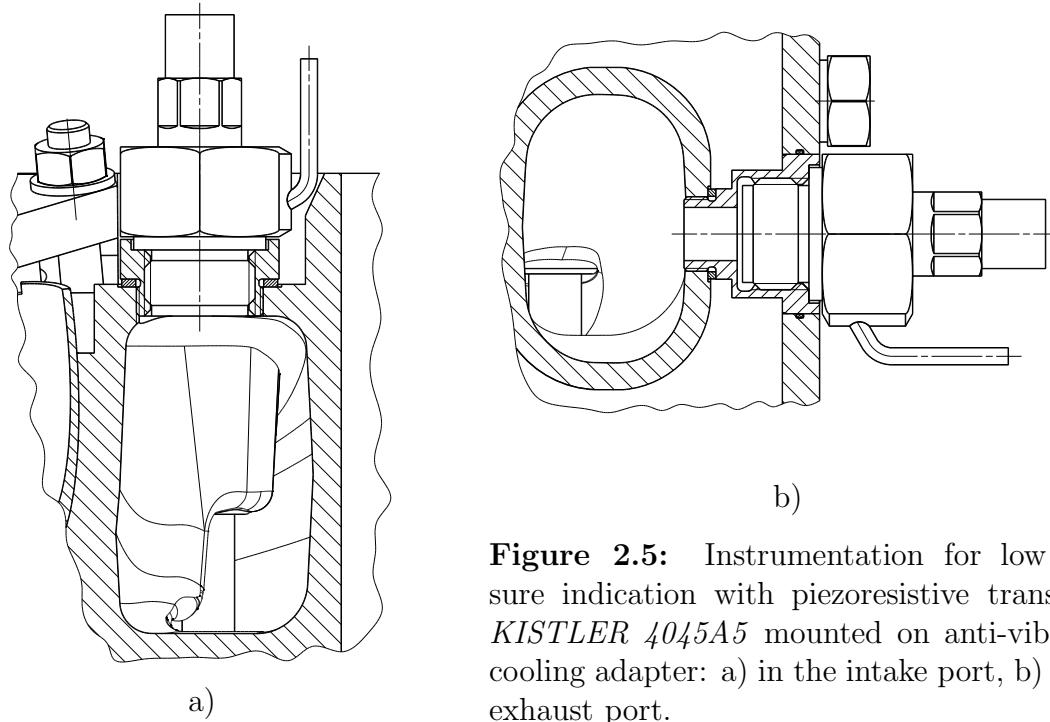 a)
b)
Figure 2.5: Instrumentation for low
sure indication with piezoresistive trans
KISTLER 4045A5 mounted on anti-vib
cooling adapter: a) in the intake port, b)
exhaust port.